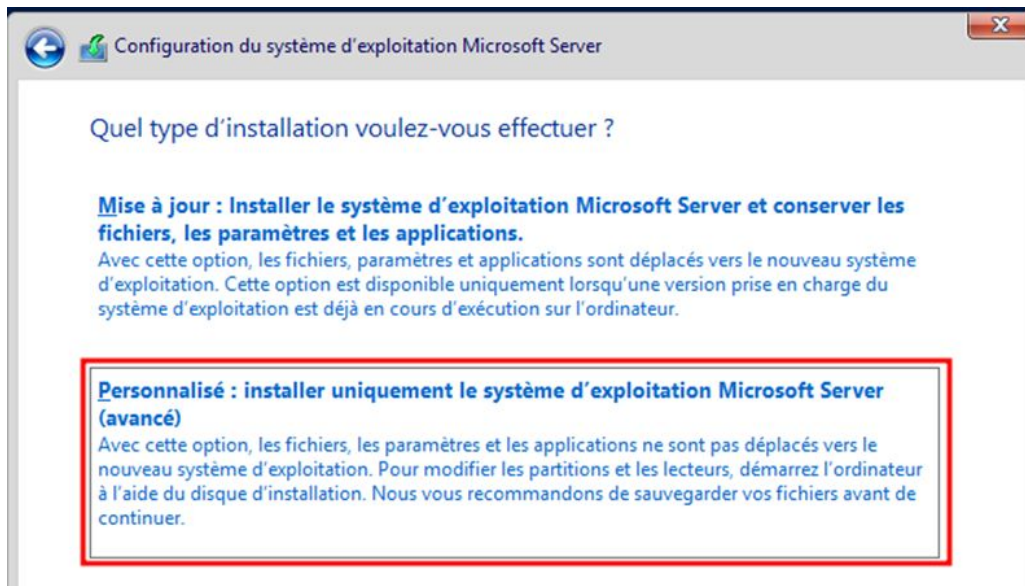 Configuration du système d'exploitation Microsoft Server
Quel type d'installation voulez-vous effectuer ?
Mise à jour : Installer le système d'exploitation Microsoft Server et conserver les
fichiers, les paramètres et les applications.
Avec cette option, les fichiers, paramètres et applications sont déplacés vers le nouveau système
d'exploitation. Cette option est disponible uniquement lorsqu'une version prise en charge du
système d'exploitation est déjà en cours d'exécution sur l'ordinateur.
Personnalisé : installer uniquement le système d'exploitation Microsoft Server
(avancé)
Avec cette option, les fichiers, les paramètres et les applications ne sont pas déplacés vers le
nouveau système d'exploitation. Pour modifier les partitions et les lecteurs, démarrez l'ordinateur
à l'aide du disque d'installation. Nous vous recommandons de sauvegarder vos fichiers avant de
continuer.